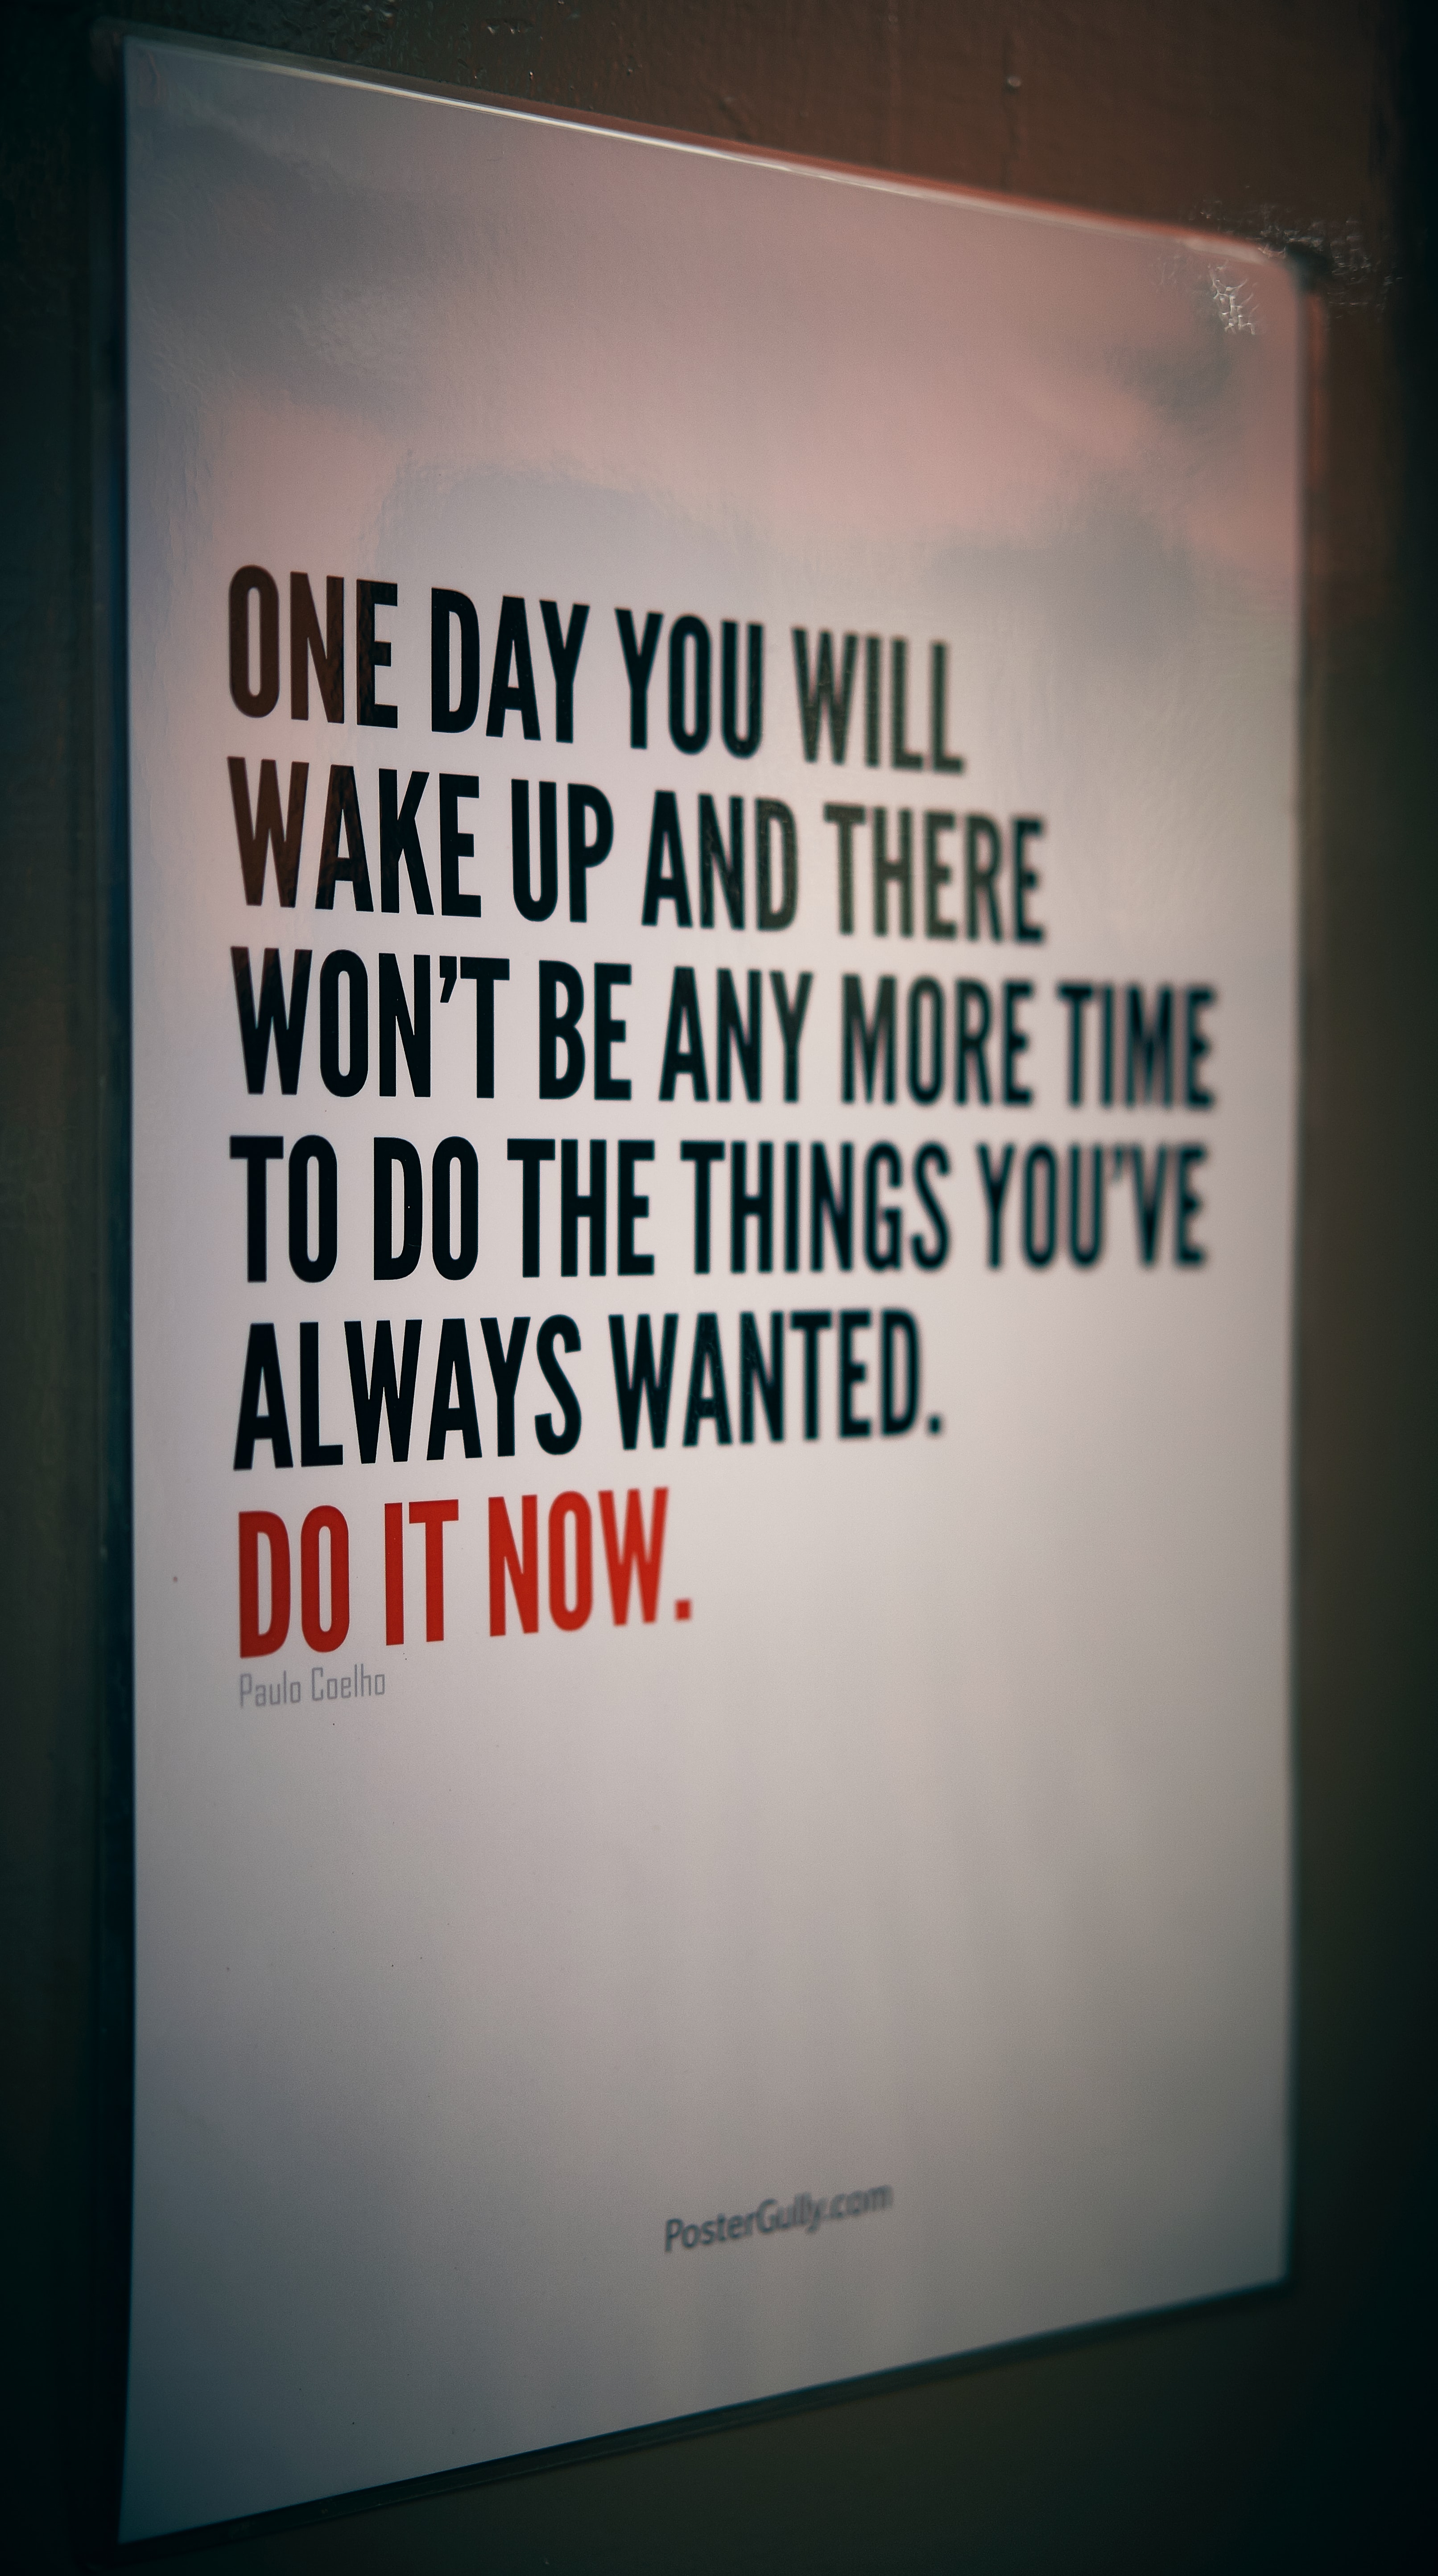 ONE DAY YOU WILL
WAKE UP AND THERE
WON’T BE ANY MORE TIME
TO DO THE THINGS YOU’VE
ALWAYS WANTED.
DO IT NOW.
Paulo Coelho
PosterGully.com